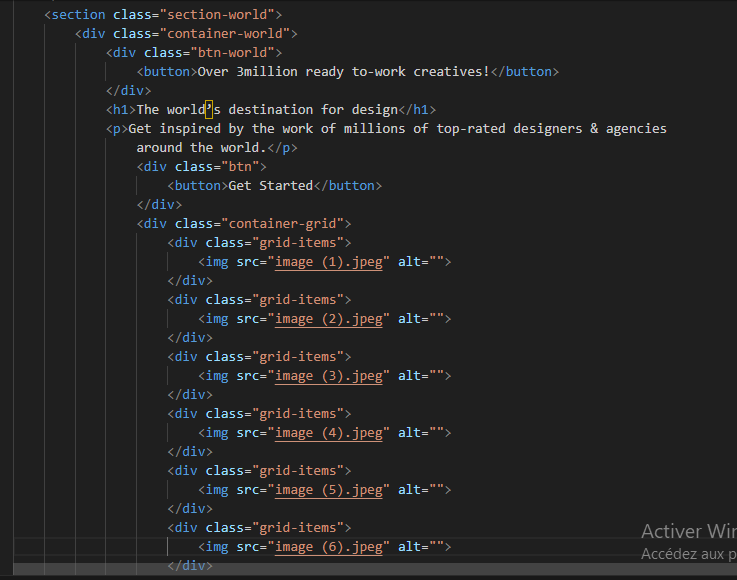 <section class="section-world">
<div class="container-world">
<div class="btn-world">
<button>Over 3million ready to-work creatives!</button>
</div>
<h1>The world’s destination for design</h1>
<p>Get inspired by the work of millions of top-rated designers & agencies
around the world.</p>
<div class="btn">
<button>Get Started</button>
</div>
<div class="container-grid">
<div class="grid-items">
<img src="image (1).jpeg" alt="">
</div>
<div class="grid-items">
<img src="image (2).jpeg" alt="">
</div>
<div class="grid-items">
<img src="image (3).jpeg" alt="">
</div>
<div class="grid-items">
<img src="image (4).jpeg" alt="">
</div>
<div class="grid-items">
<img src="image (5).jpeg" alt="">
</div>
<div class="grid-items">
<img src="image (6).jpeg" alt="">
</div>
Activer Win
Accédez aux p